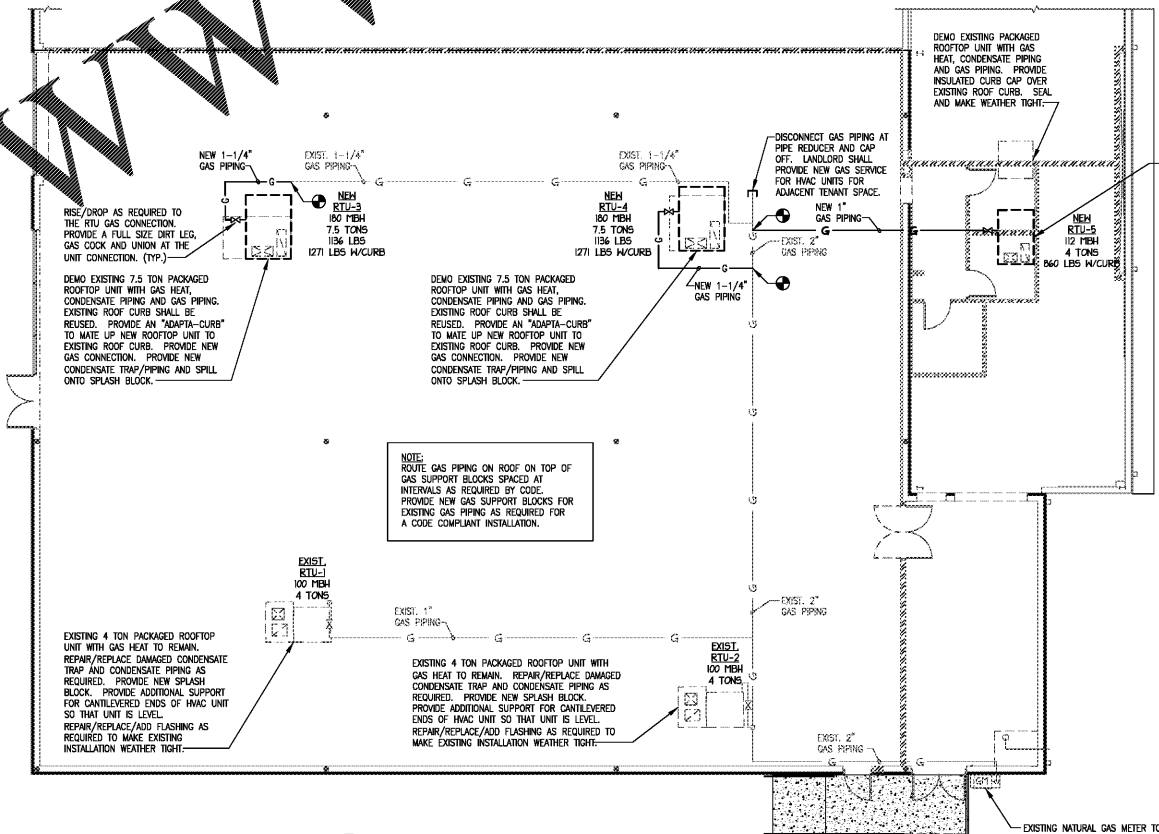 WWW
DEMO EXISTING PACKAGED
ROOFTOP UNIT WITH GAS
HEAT, CONDENSATE PIPING
AND GAS PIPING. PROVIDE
INSULATED CURB CAP OVER
EXISTING ROOF CURB. SEAL
AND MAKE WEATHER TIGHT.
NEW 1-1/4"
GAS PIPING
EXIST. 1-1/4"
GAS PIPING
EXIST. 1-1/4"
GAS PIPING
DISCONNECT GAS PIPING AT
PIPE REDUCER AND CAP
OFF. LANDLORD SHALL
PROVIDE NEW GAS SERVICE
FOR HVAC UNITS FOR
ADJACENT TENANT SPACE.
G
G
G
G
NEW
RTU-3
180 MBH
7.5 TONS
1136 LBS
1271 LBS W/CURB
NEW
RTU-4
180 MBH
7.5 TONS
1136 LBS
1271 LBS W/CURB
NEW 1"
GAS PIPING
NEW
RTU-5
112 MBH
4 TONS
860 LBS W/CURB
RISE/DROP AS REQUIRED TO
THE RTU GAS CONNECTION.
PROVIDE A FULL SIZE DIRT LEG,
GAS COCK AND UNION AT THE
UNIT CONNECTION. (TYP.)
G
G
G
G
G
G
EXIST. 2"
GAS PIPING
G
NEW 1-1/4"
GAS PIPING
DEMO EXISTING 7.5 TON PACKAGED
ROOFTOP UNIT WITH GAS HEAT,
CONDENSATE PIPING AND GAS PIPING.
EXISTING ROOF CURB SHALL BE
REUSED. PROVIDE AN "ADAPTA-CURB"
TO MATE UP NEW ROOFTOP UNIT TO
EXISTING ROOF CURB. PROVIDE NEW
GAS CONNECTION. PROVIDE NEW
CONDENSATE TRAP/PIPING AND SPILL
ONTO SPLASH BLOCK.
DEMO EXISTING 7.5 TON PACKAGED
ROOFTOP UNIT WITH GAS HEAT,
CONDENSATE PIPING AND GAS PIPING.
EXISTING ROOF CURB SHALL BE
REUSED. PROVIDE AN "ADAPTA-CURB"
TO MATE UP NEW ROOFTOP UNIT TO
EXISTING ROOF CURB. PROVIDE NEW
GAS CONNECTION. PROVIDE NEW
CONDENSATE TRAP/PIPING AND SPILL
ONTO SPLASH BLOCK.
G
G
G
NOTE:
ROUTE GAS PIPING ON ROOF ON TOP OF
GAS SUPPORT BLOCKS SPACED AT
INTERVALS AS REQUIRED BY CODE.
PROVIDE NEW GAS SUPPORT BLOCKS FOR
EXISTING GAS PIPING AS REQUIRED FOR
A CODE COMPLIANT INSTALLATION.
EXIST.
RTU-1
100 MBH
4 TONS
G
EXIST. 1"
GAS PIPING
EXIST. 2"
GAS PIPING
G
G
G
G
EXISTING 4 TON PACKAGED ROOFTOP
UNIT WITH GAS HEAT TO REMAIN.
REPAIR/REPLACE DAMAGED CONDENSATE
TRAP AND CONDENSATE PIPING AS
REQUIRED. PROVIDE NEW SPLASH
BLOCK. PROVIDE ADDITIONAL SUPPORT
FOR CANTILEVERED ENDS OF HVAC UNIT
SO THAT UNIT IS LEVEL.
REPAIR/REPLACE/ADD FLASHING AS
REQUIRED TO MAKE EXISTING
INSTALLATION WEATHER TIGHT.
EXISTING 4 TON PACKAGED ROOFTOP UNIT WITH
GAS HEAT TO REMAIN. REPAIR/REPLACE DAMAGED
CONDENSATE TRAP AND CONDENSATE PIPING AS
REQUIRED. PROVIDE NEW SPLASH BLOCK.
PROVIDE ADDITIONAL SUPPORT FOR CANTILEVERED
ENDS OF HVAC UNIT SO THAT UNIT IS LEVEL.
REPAIR/REPLACE/ADD FLASHING AS REQUIRED TO
MAKE EXISTING INSTALLATION WEATHER TIGHT.
EXIST.
RTU-2
100 MBH
4 TONS
G
EXIST. 2"
GAS PIPING
G
G
GM
EXISTING NATURAL GAS METER TO